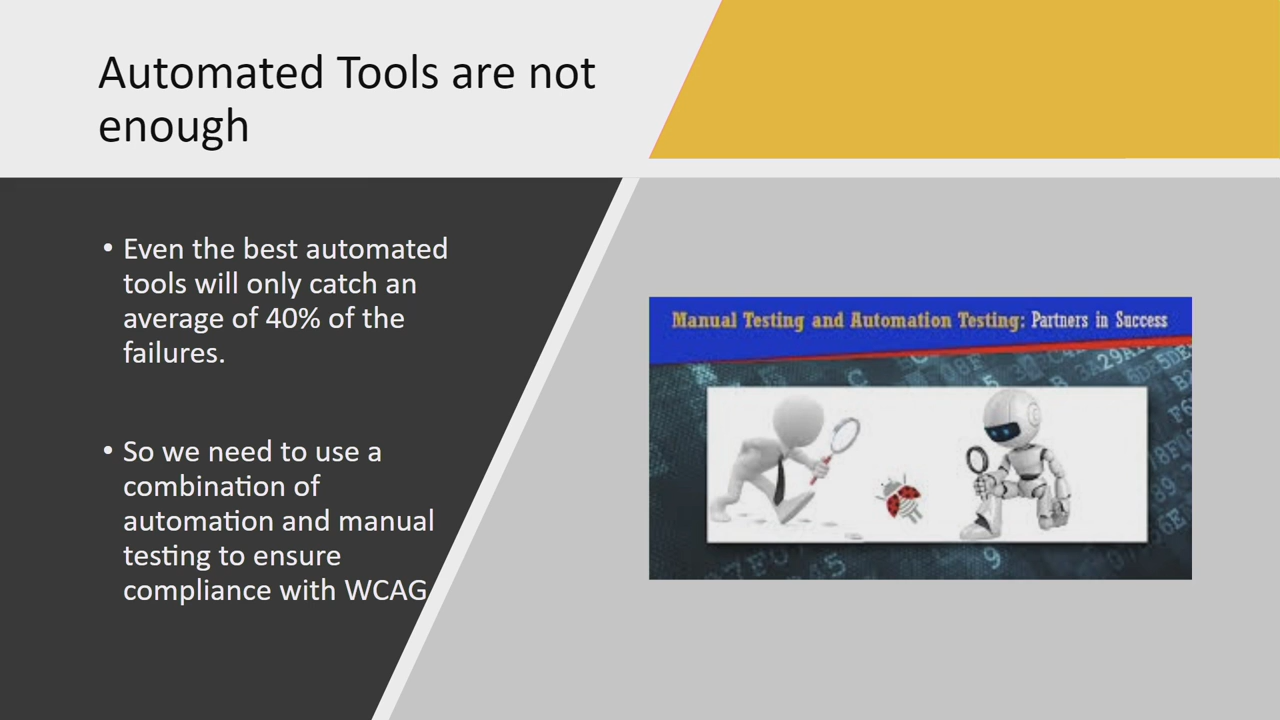 Automated Tools are not
enough
• Even the best automated
tools will only catch an
average of 40% of the
failures.
• So we need to use a
combination of
automation and manual
testing to ensure
compliance with WCAG
Manual Testing and Automation Testing: Partners in Success